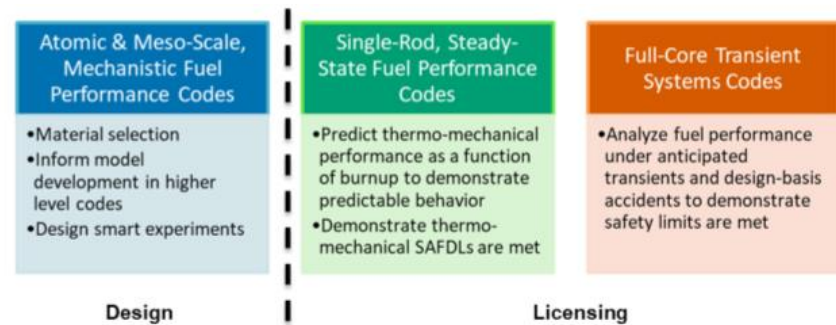 Atomic & Meso-Scale,
Mechanistic Fuel
Performance Codes
•Material selection
•Inform model
development in higher
level codes
•Design smart experiments
Single-Rod, Steady-
State Fuel Performance
Codes
•Predict thermo-mechanical
performance as a function
of burnup to demonstrate
predictable behavior
•Demonstrate thermo-
mechanical SAFDLs are met
Full-Core Transient
Systems Codes
•Analyze fuel performance
under anticipated
transients and design-basis
accidents to demonstrate
safety limits are met
Design
Licensing